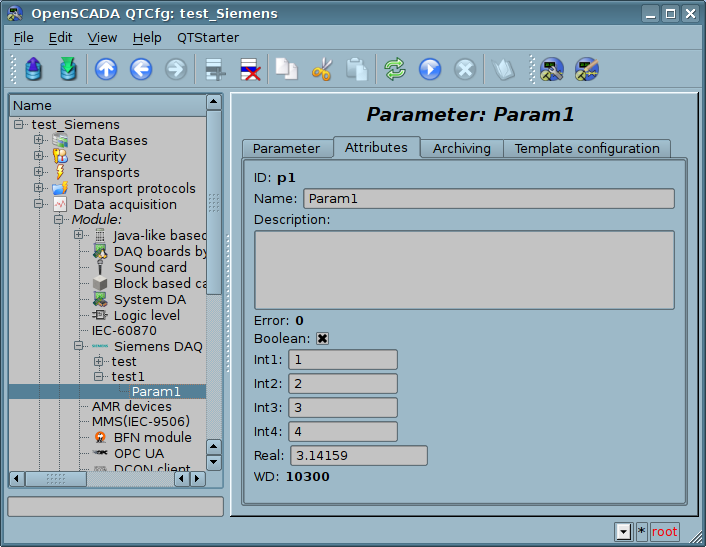 OpenSCADA QTCfg: test_Siemens
File Edit View Help QTStarter
Name
test_Siemens
Data Bases
Security
Transports
Transport protocols
Data acquisition
Module:
Java-like based
DAQ boards by
Sound card
Block based ca
System DA
Logic level
IEC-60870
Siemens DAQ
test
test1
Param1
AMR devices
MMS(IEC-9506)
BFN module
OPC UA
DCON client
Parameter: Param1
Parameter Attributes Archiving Template configuration
ID: p1
Name: Param1
Description:
Error: 0
Boolean:
Int1: 1
Int2: 2
Int3: 3
Int4: 4
Real: 3.14159
WD: 10300
* root